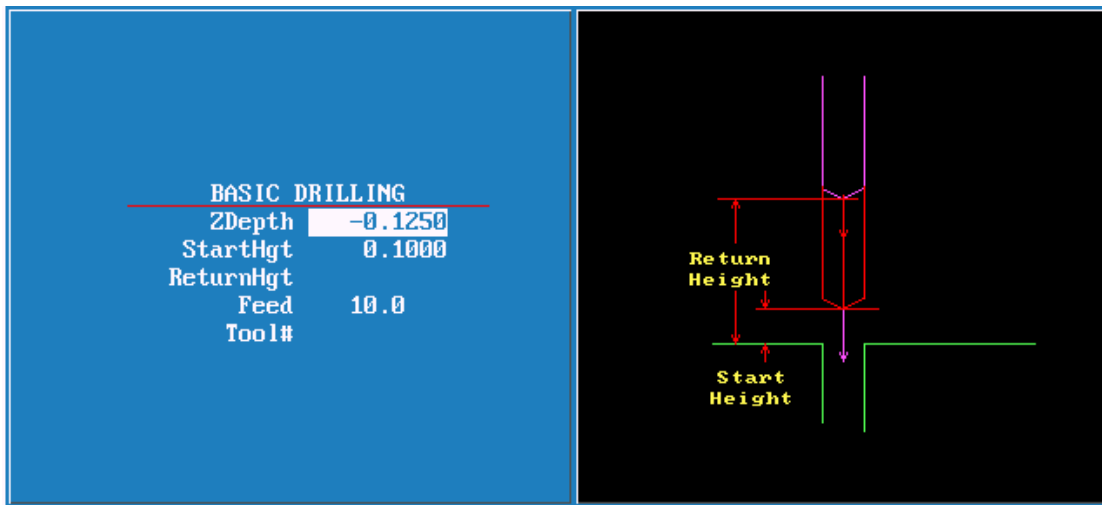 BASIC DRILLING
ZDepth -0.1250
StartHgt 0.1000
ReturnHgt
Feed 10.0
Tool#
Return
Height
Start
Height